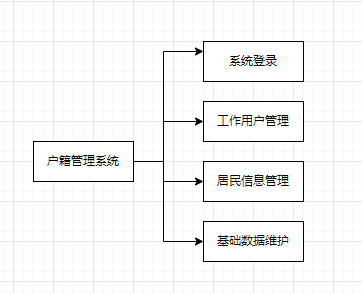 系统登录
工作用户管理
户籍管理系统
居民信息管理
基础数据维护